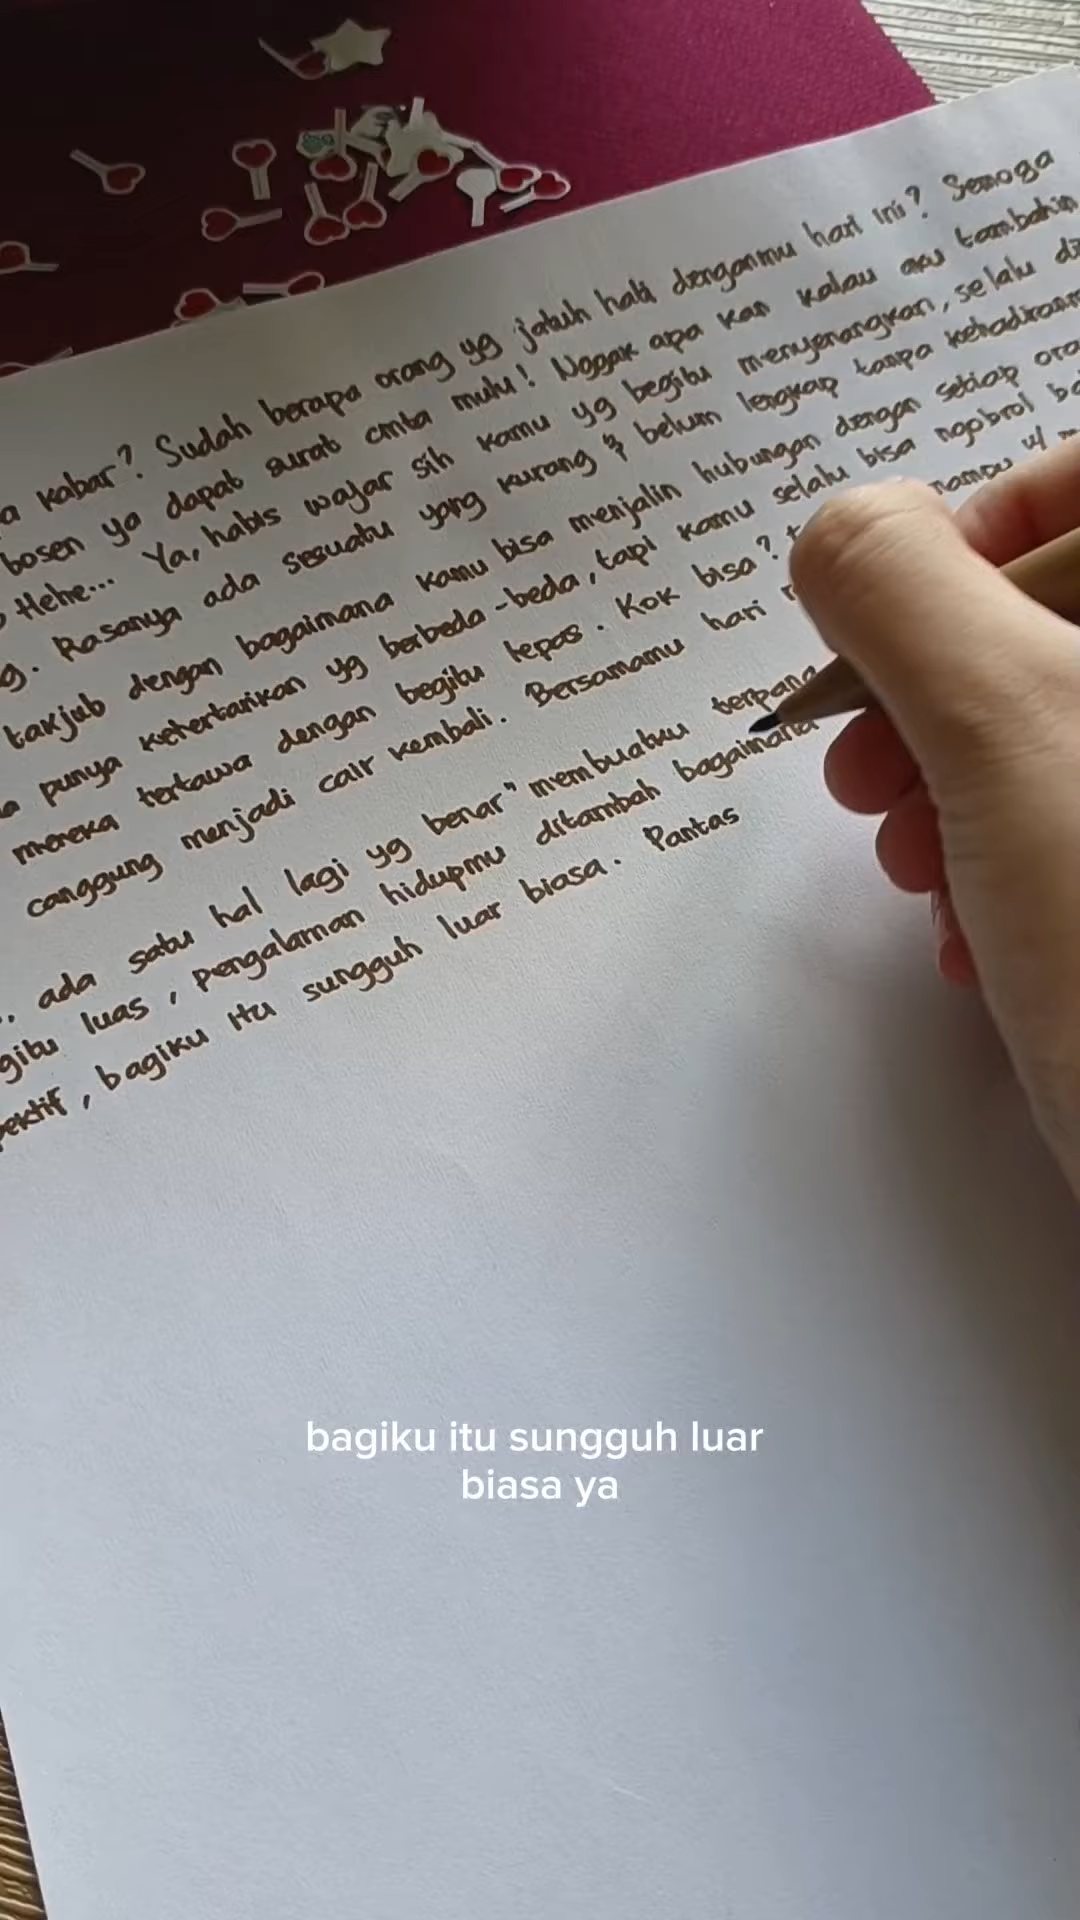 a kabar? Sudah berapa orang yg jatuh hati denganmu hari ini? Semoga
bosen ya dapat surat cinta mulu! Nggak apa kan kalau aku tambahin
Hehe... Ya, habis wajar sih kamu yg begitu menyenangkan, selalu di
g. Rasanya ada sesuatu yang kurang & belum lengkap tanpa kehadiranm
takjub dengan bagaimana kamu bisa menjalin hubungan dengan setiap ora
punya ketertarikan yg berbeda-beda, tapi kamu selalu bisa ngobrol ba
mereka tertawa dengan begitu lepas. Kok bisa? mampu u/
canggung menjadi cair kembali. Bersamamu hari
., ada satu hal lagi yg benar" membuatku terpana
gitu luas, pengalaman hidupmu ditambah bagaimana
pektif, bagiku itu sungguh luar biasa. Pantas
bagiku itu sungguh luar
biasa ya